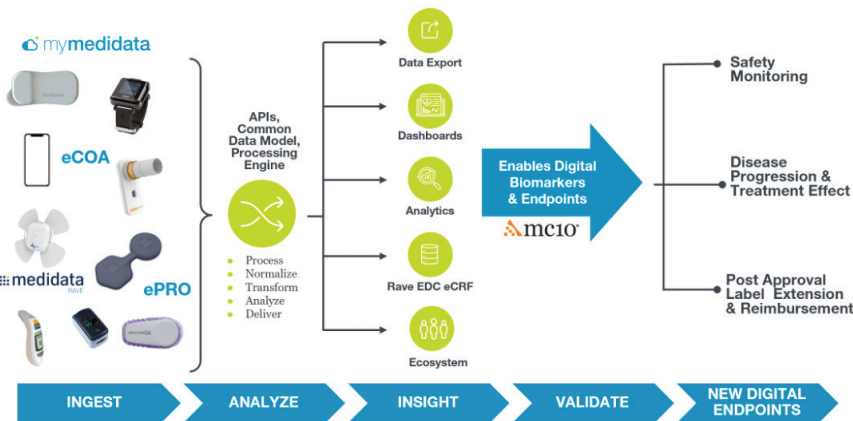 mymedidata
eCOA
medidata
RAVE
ePRO
APIs,
Common
Data Model,
Processing
Engine
Process
Normalize
Transform
Analyze
Deliver
Data Export
Dashboards
Analytics
Rave EDC eCRF
Ecosystem
Enables Digital
Biomarkers
& Endpoints
mc10
Safety
Monitoring
Disease
Progression &
Treatment Effect
Post Approval
Label Extension
& Reimbursement
INGEST
ANALYZE
INSIGHT
VALIDATE
NEW DIGITAL
ENDPOINTS